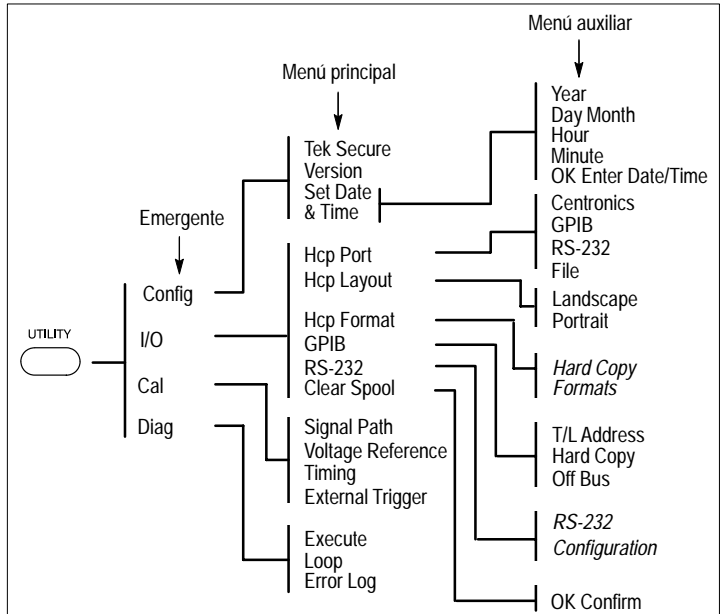 Menú auxiliar
Menú principal
Year
Day Month
Hour
Minute
OK Enter Date/Time
Tek Secure
Version
Set Date
& Time
Emergente
Centronics
GPIB
RS-232
File
Hcp Port
Hcp Layout
Hcp Format
GPIB
RS-232
Clear Spool
Landscape
Portrait
Config
I/O
Cal
Diag
UTILITY
Hard Copy
Formats
Signal Path
Voltage Reference
Timing
External Trigger
T/L Address
Hard Copy
Off Bus
RS-232
Configuration
Execute
Loop
Error Log
OK Confirm